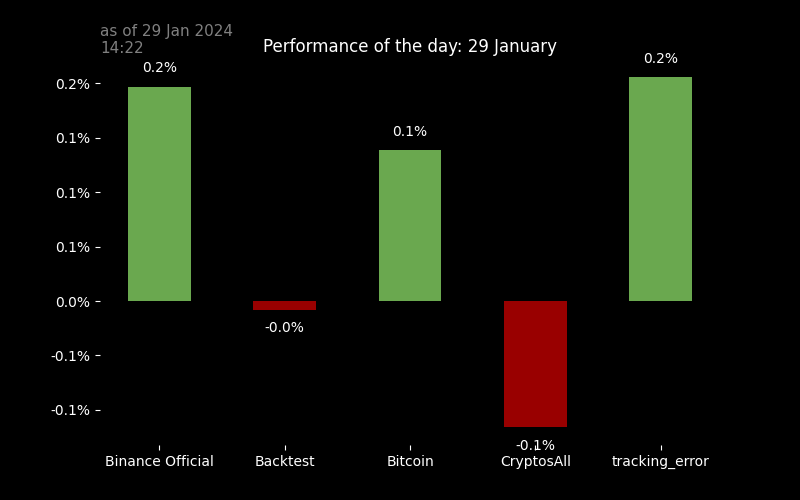 as of 29 Jan 2024
14:22
Performance of the day: 29 January
0.2%
0.2%
0.2%
0.1%
0.1%
0.1%
0.1%
0.0%
-0.0%
-0.1%
-0.1%
-0.1%
Binance Official
Backtest
Bitcoin
CryptosAll
tracking_error